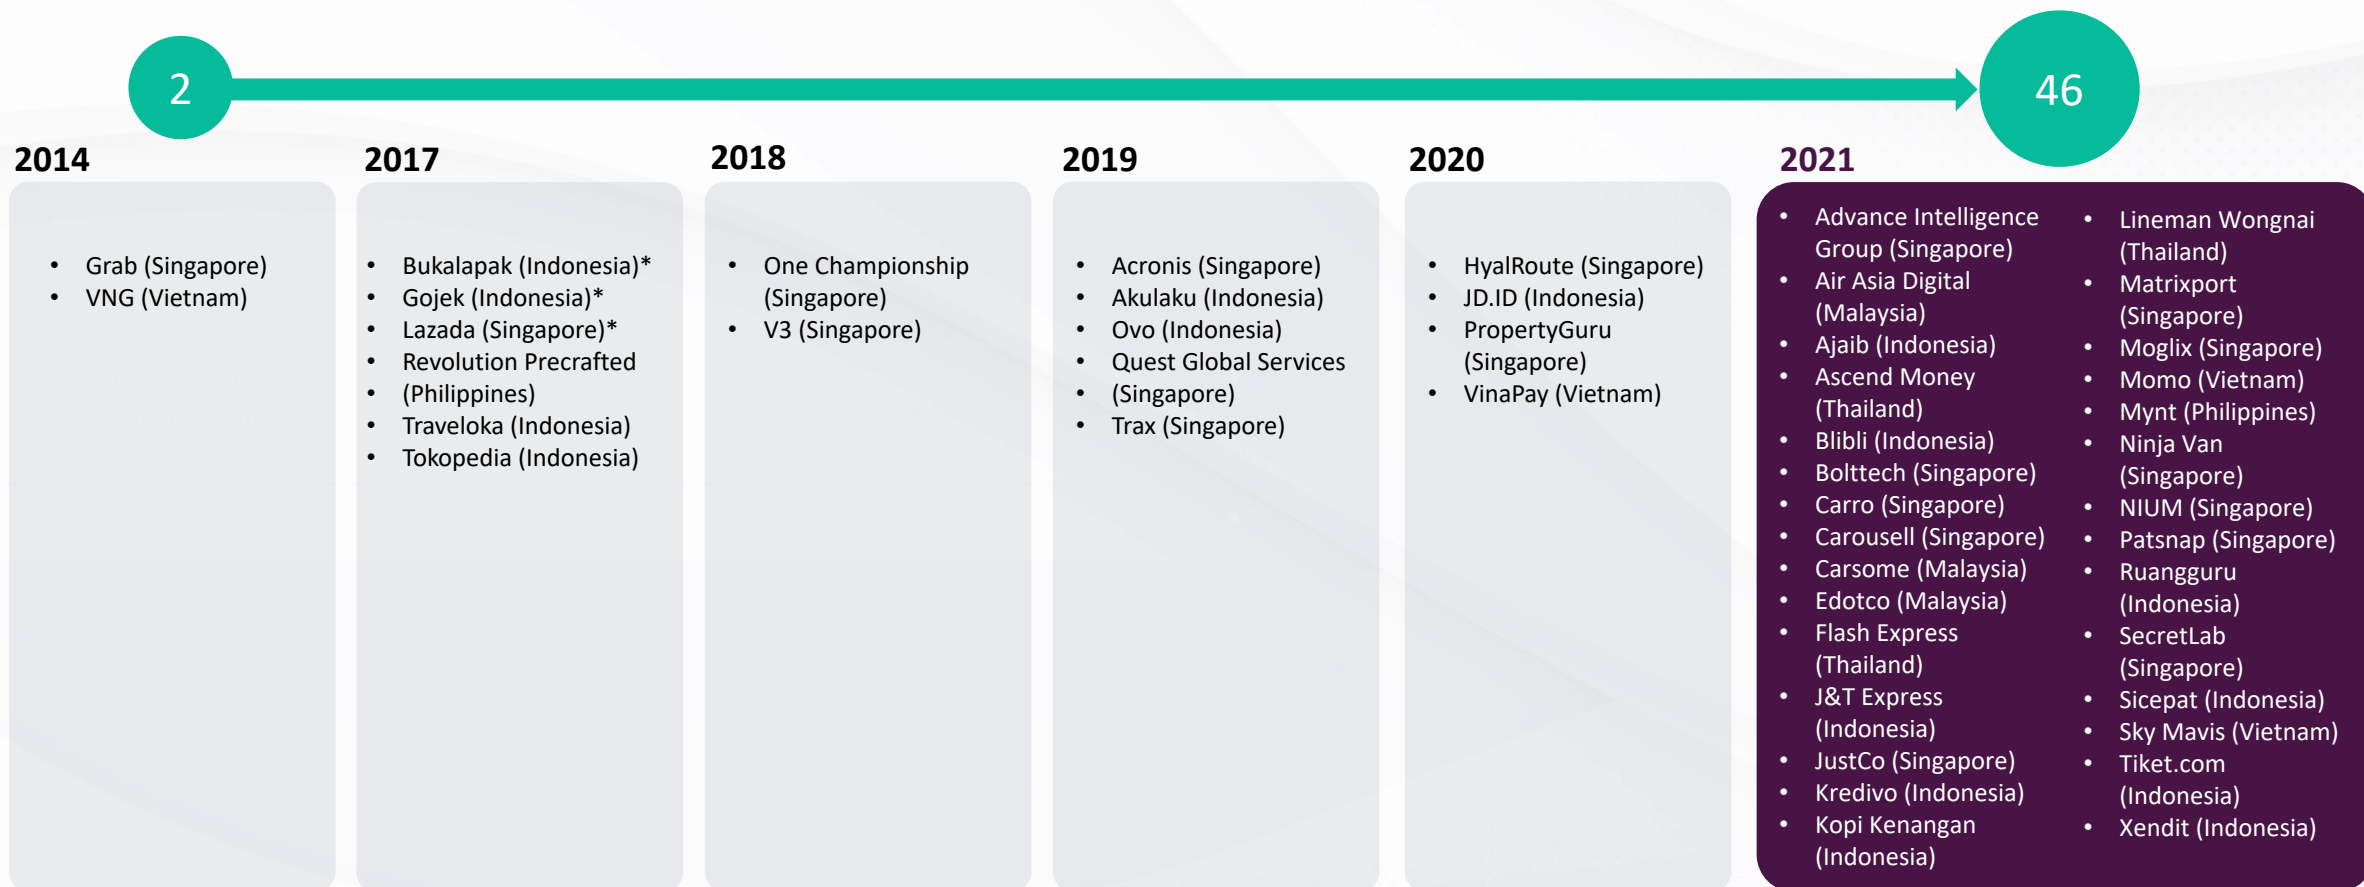 2
46
2014
• Grab (Singapore)
• VNG (Vietnam)
2017
• Bukalapak (Indonesia)*
• Gojek (Indonesia)*
• Lazada (Singapore)*
• Revolution Precrafted
• (Philippines)
• Traveloka (Indonesia)
• Tokopedia (Indonesia)
2018
• One Championship
(Singapore)
• V3 (Singapore)
2019
• Acronis (Singapore)
• Akulaku (Indonesia)
• Ovo (Indonesia)
• Quest Global Services
• (Singapore)
• Trax (Singapore)
2020
• HyalRoute (Singapore)
• JD.ID (Indonesia)
• PropertyGuru
(Singapore)
• VinaPay (Vietnam)
2021
• Advance Intelligence
Group (Singapore)
• Air Asia Digital
(Malaysia)
• Ajaib (Indonesia)
• Ascend Money
(Thailand)
• Blibli (Indonesia)
• Bolttech (Singapore)
• Carro (Singapore)
• Carousell (Singapore)
• Carsome (Malaysia)
• Edotco (Malaysia)
• Flash Express
(Thailand)
• J&T Express
(Indonesia)
• JustCo (Singapore)
• Kredivo (Indonesia)
• Kopi Kenangan
(Indonesia)
• Lineman Wongnai
(Thailand)
• Matrixport
(Singapore)
• Moglix (Singapore)
• Momo (Vietnam)
• Mynt (Philippines)
• Ninja Van
(Singapore)
• NIUM (Singapore)
• Patsnap (Singapore)
• Ruangguru
(Indonesia)
• SecretLab
(Singapore)
• Sicepat (Indonesia)
• Sky Mavis (Vietnam)
• Tiket.com
(Indonesia)
• Xendit (Indonesia)